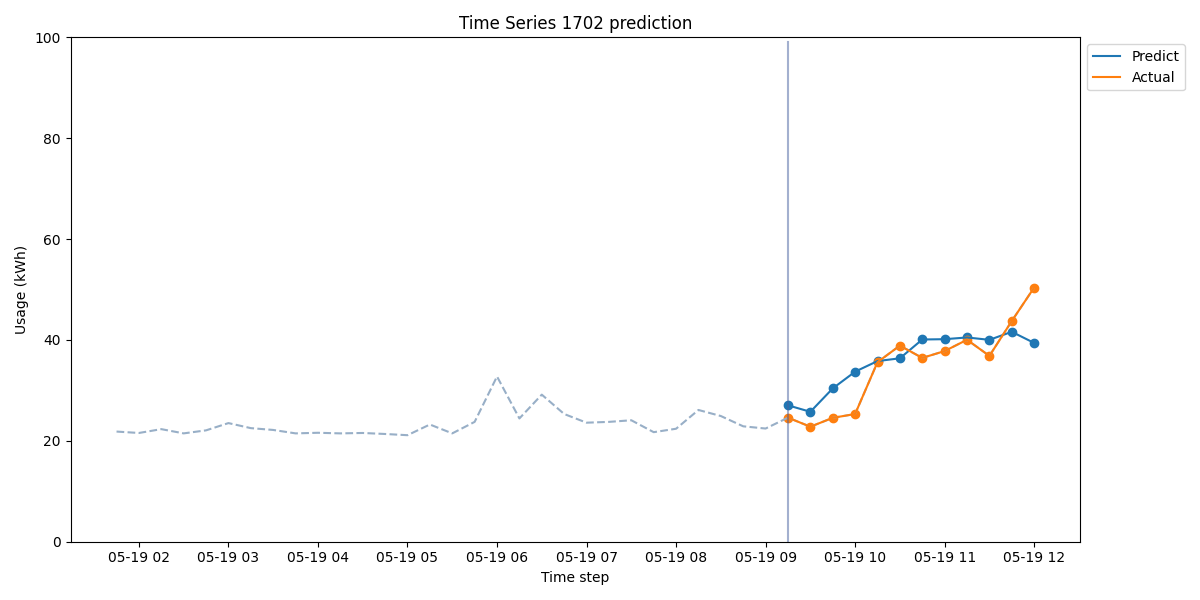 Time Series 1702 prediction
Usage (kWh)
100
80
60
40
20
0
05-19 02 05-19 03 05-19 04 05-19 05 05-19 06 05-19 07 05-19 08 05-19 09 05-19 10 05-19 11 05-19 12
Time step
Predict
Actual